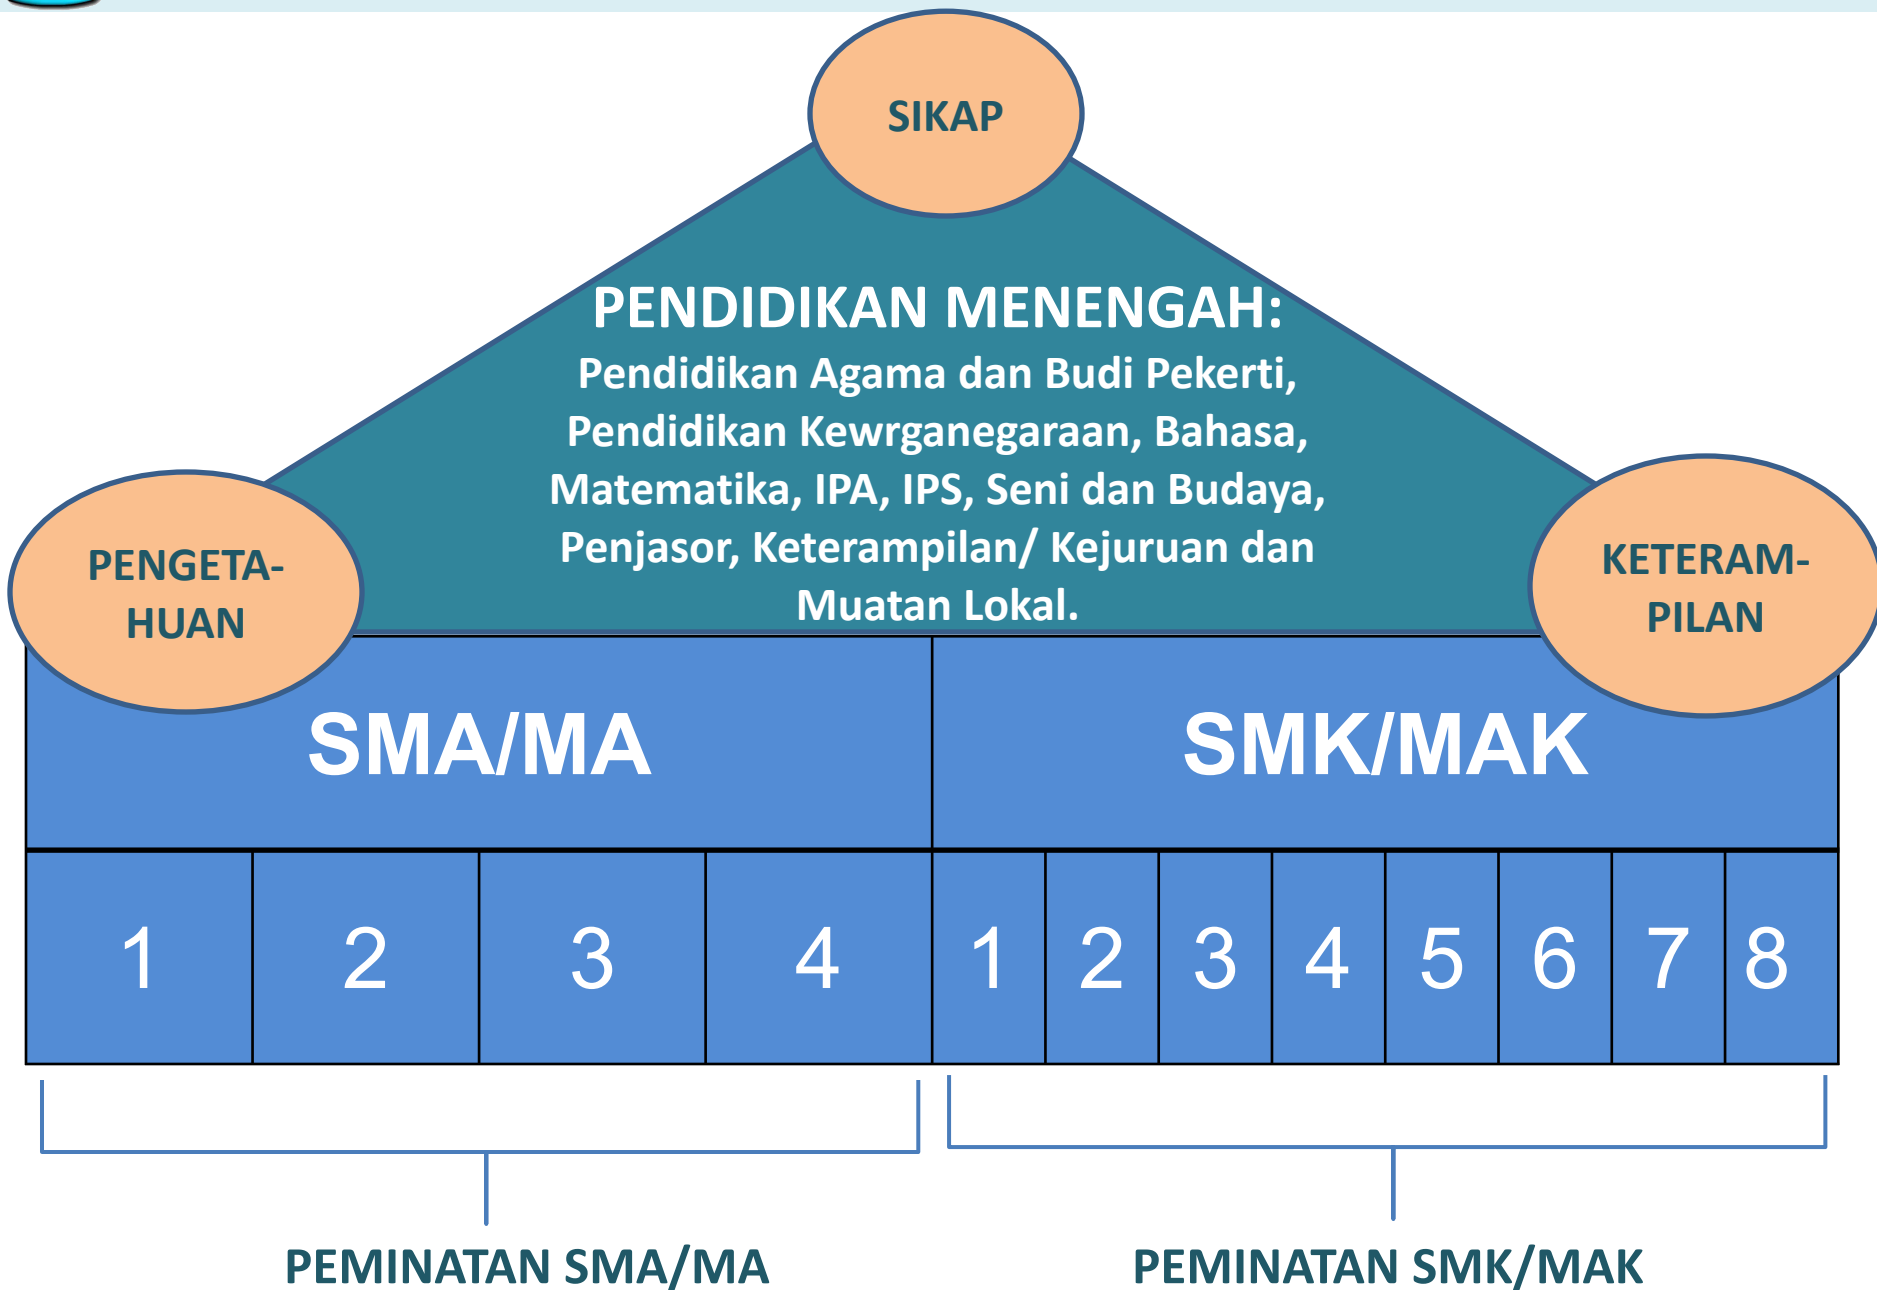 SIKAP
PENDIDIKAN MENENGAH:
Pendidikan Agama dan Budi Pekerti,
Pendidikan Kewrganegaraan, Bahasa,
Matematika, IPA, IPS, Seni dan Budaya,
Penjasor, Keterampilan/ Kejuruan dan
Muatan Lokal.
PENGETA-
HUAN
KETERAM-
PILAN
SMA/MA
SMK/MAK
1 2 3 4 1 2 3 4 5 6 7 8
PEMINATAN SMA/MA
PEMINATAN SMK/MAK